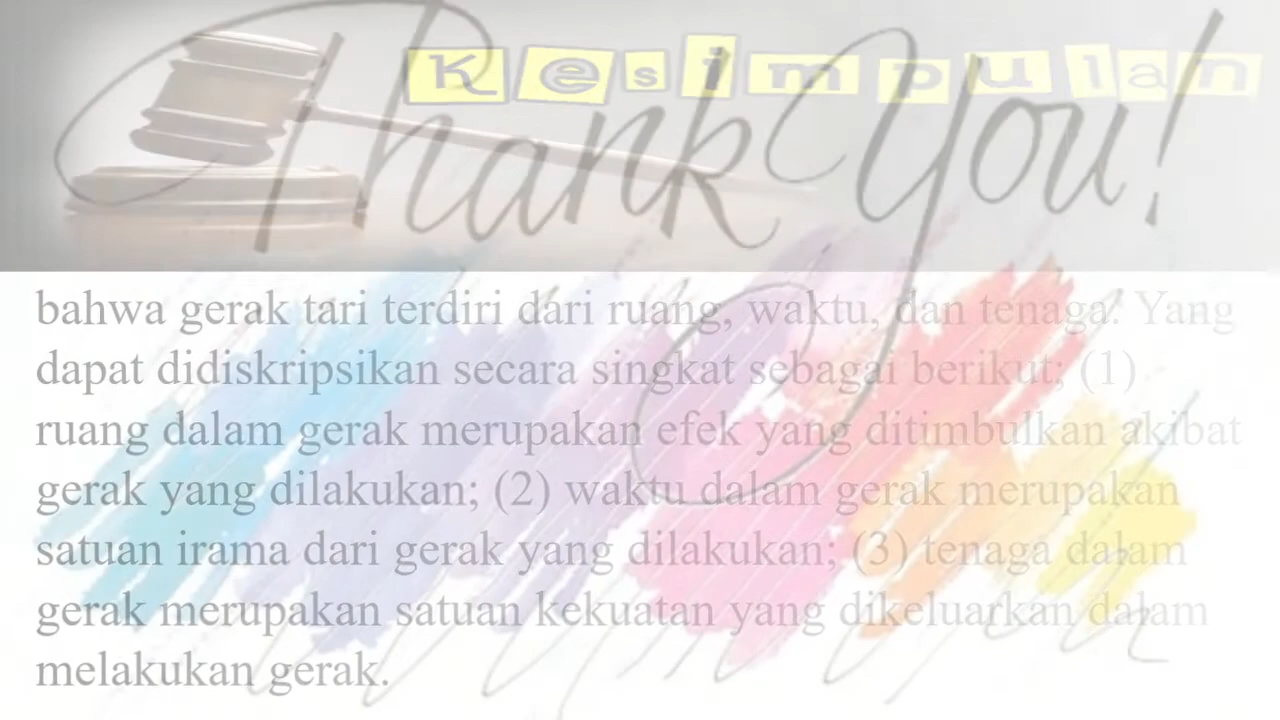 Kesimpulan
Thank You!
bahwa gerak tari terdiri dari ruang, waktu, dan tenaga. Yang
dapat didiskripsikan secara singkat sebagai berikut; (1)
ruang dalam gerak merupakan efek yang ditimbulkan akibat
gerak yang dilakukan; (2) waktu dalam gerak merupakan
satuan irama dari gerak yang dilakukan; (3) tenaga dalam
gerak merupakan satuan kekuatan yang dikeluarkan dalam
melakukan gerak.